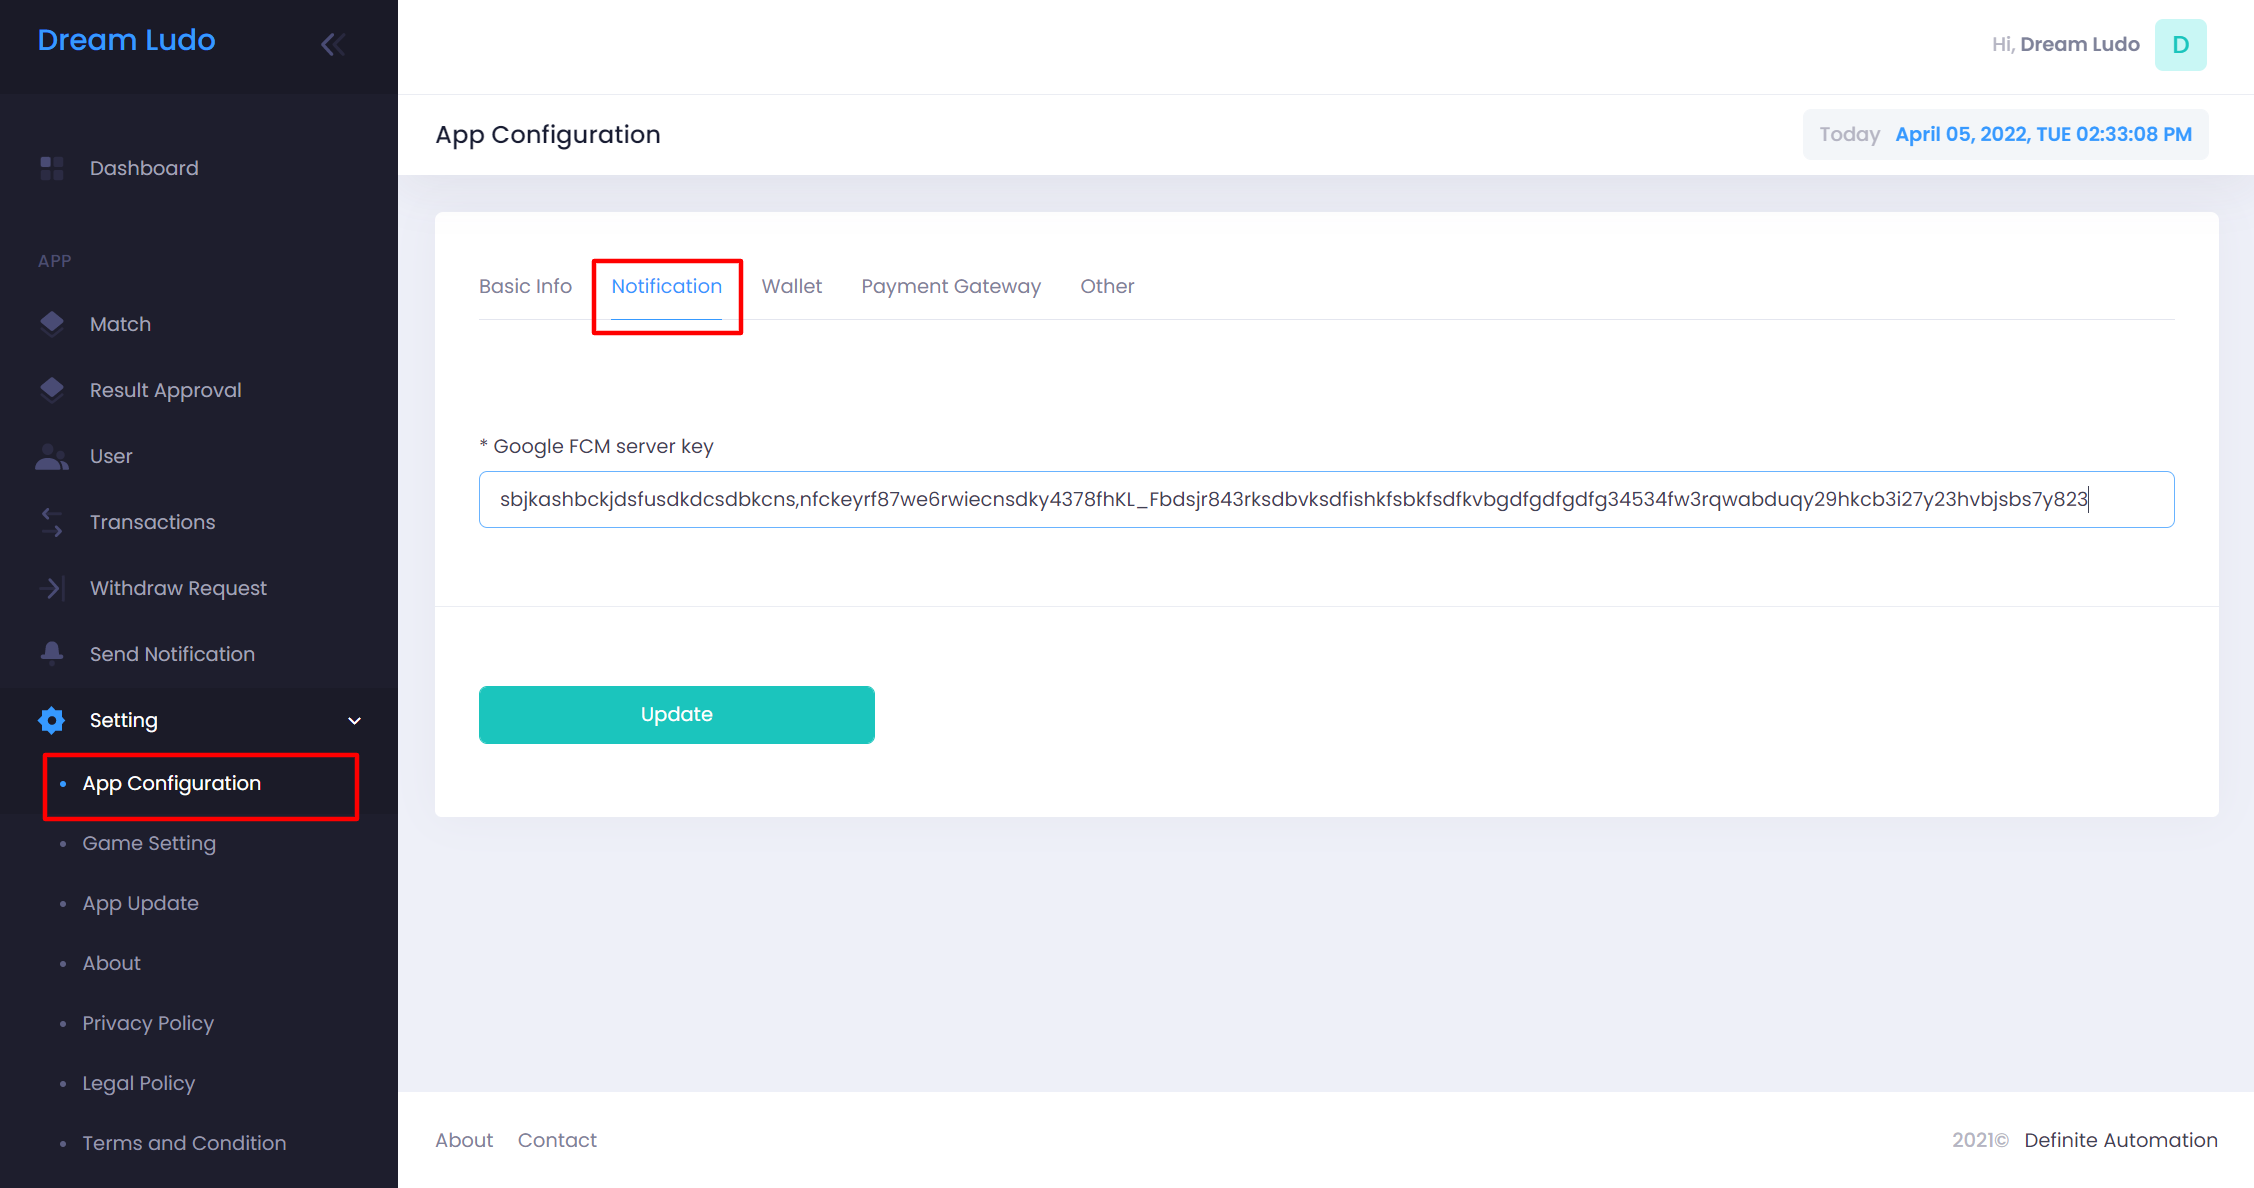 Dream Ludo
Hi, Dream Ludo
D
App Configuration
Today April 05, 2022, TUE 02:33:08 PM
Dashboard
APP
Match
Result Approval
User
Transactions
Withdraw Request
Send Notification
Setting
App Configuration
Game Setting
App Update
About
Privacy Policy
Legal Policy
Terms and Condition
Basic Info Notification Wallet Payment Gateway Other
* Google FCM server key
sbjkashbckjdsfusdkdcsdbkcns,nfckeyrf87we6rwiecnsdky4378fhKL_Fbdsjr843rksdbvksdfishkfsbkfsdfkvbgdfgdfgdfg34534fw3rqwabduqy29hkcb3i27y23hvbjsbs7y823
Update
About Contact
2021© Definite Automation